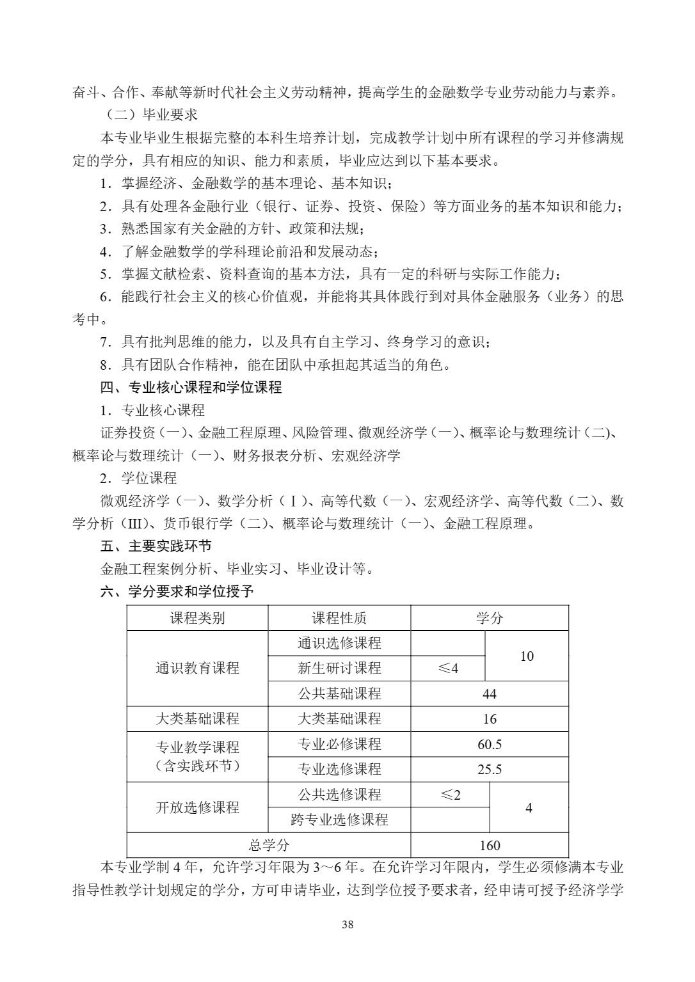 奋斗、合作、奉献等新时代社会主义劳动精神，提高学生的金融数学专业劳动能力与素养。
（二）毕业要求
本专业毕业生根据完整的本科生培养计划，完成教学计划中所有课程的学习并修满规
定的学分，具有相应的知识、能力和素质，毕业应达到以下基本要求。
1．掌握经济、金融数学的基本理论、基本知识；
2．具有处理各金融行业（银行、证券、投资、保险）等方面业务的基本知识和能力；
3．熟悉国家有关金融的方针、政策和法规；
4．了解金融数学的学科理论前沿和发展动态；
5．掌握文献检索、资料查询的基本方法，具有一定的科研与实际工作能力；
6．能践行社会主义的核心价值观，并能将其具体践行到对具体金融服务（业务）的思
考中。
7．具有批判思维的能力，以及具有自主学习、终身学习的意识；
8．具有团队合作精神，能在团队中承担起其适当的角色。
四、专业核心课程和学位课程
1．专业核心课程
证券投资（一）、金融工程原理、风险管理、微观经济学（一）、概率论与数理统计（二）、
概率论与数理统计（一）、财务报表分析、宏观经济学
2．学位课程
微观经济学（一）、数学分析（Ⅰ）、高等代数（一）、宏观经济学、高等代数（二）、数
学分析（III）、货币银行学（二）、概率论与数理统计（一）、金融工程原理。
五、主要实践环节
金融工程案例分析、毕业实习、毕业设计等。
六、学分要求和学位授予
课程类别 课程性质 学分
通识教育课程 通识选修课程 10
新生研讨课程 ≤4
公共基础课程 44
大类基础课程 大类基础课程 16
专业教学课程 专业必修课程 60.5
（含实践环节） 专业选修课程 25.5
开放选修课程 公共选修课程 ≤2 4
跨专业选修课程
总学分 160
本专业学制 4 年，允许学习年限为 3～6 年。在允许学习年限内，学生必须修满本专业
指导性教学计划规定的学分，方可申请毕业，达到学位授予要求者，经申请可授予经济学学
38